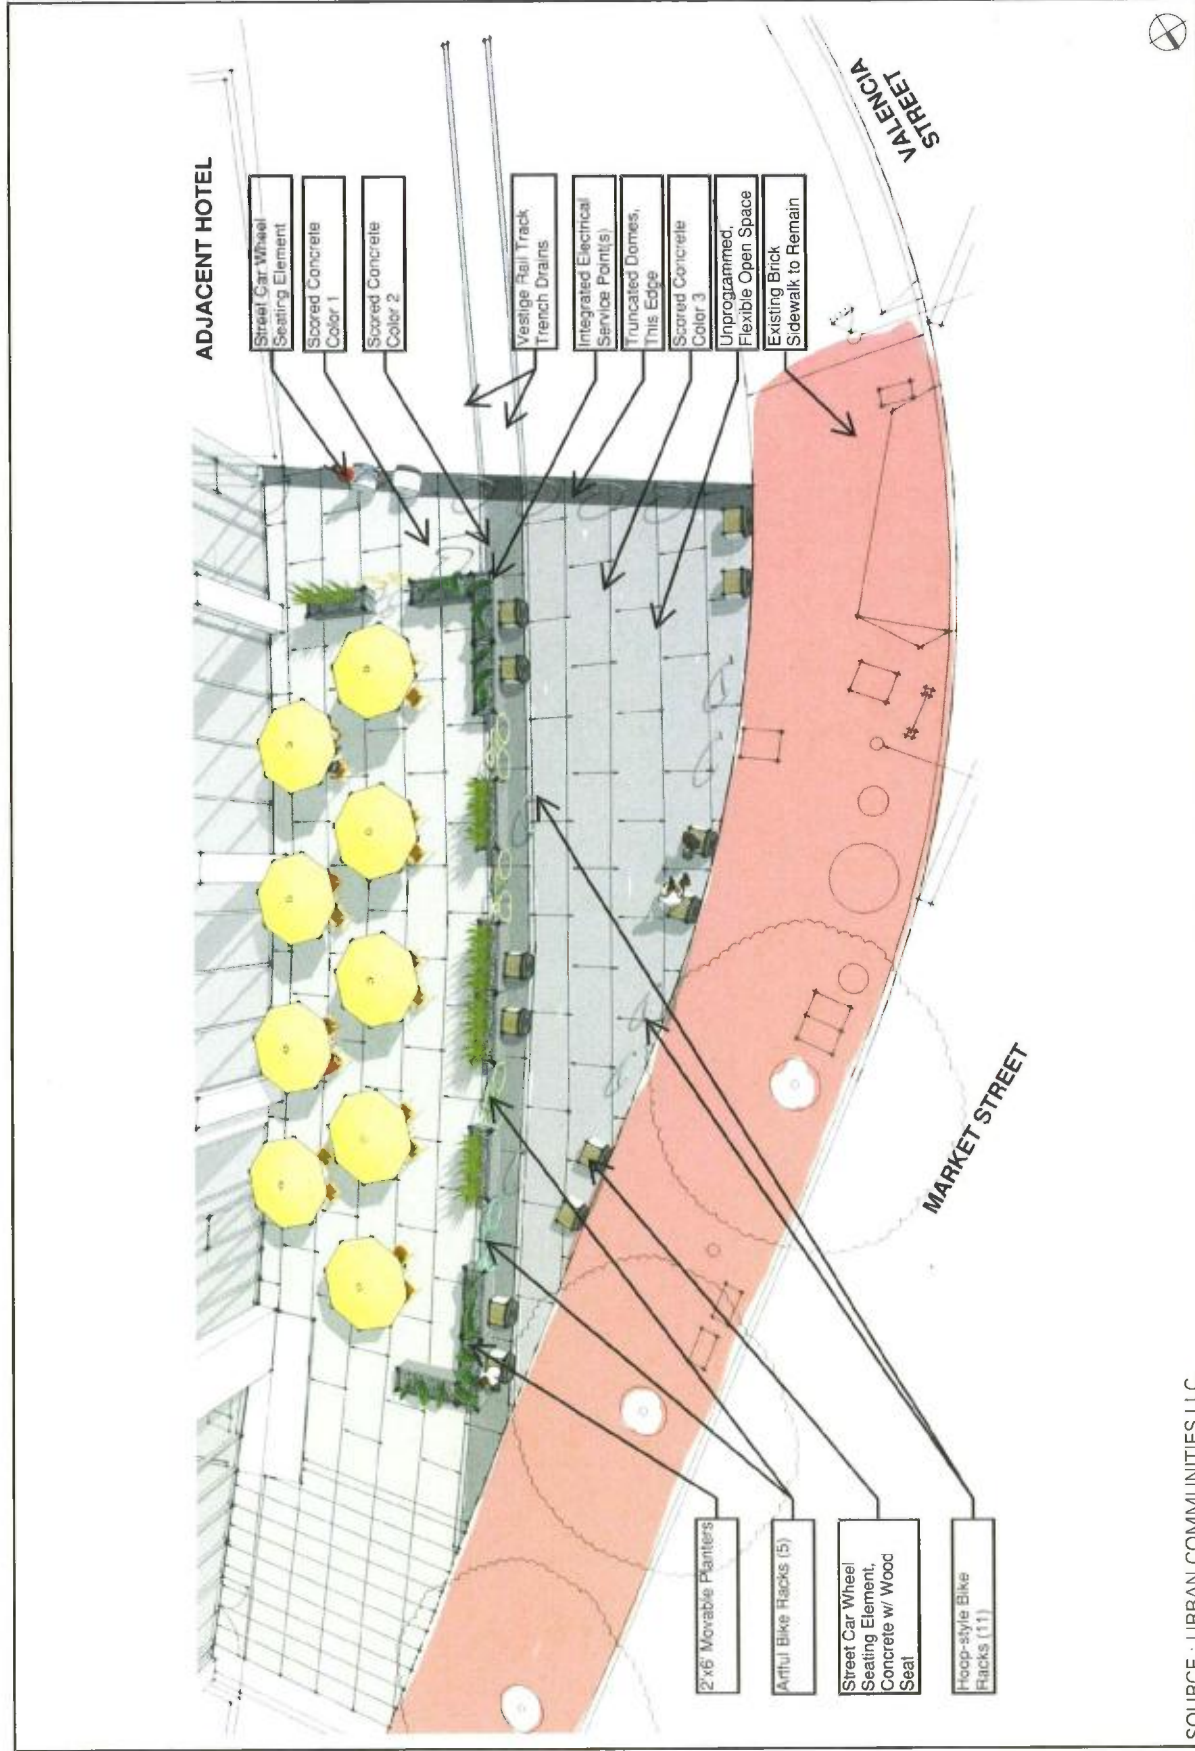 ADJACENT HOTEL
Street Car Wheel
Seating Element
Scored Concrete
Color 1
Scored Concrete
Color 2
Vestige Rail Track
Trench Drains
Integrated Electrical
Service Point(s)
Truncated Domes,
This Edge
Scored Concrete
Color 3
Unprogrammed,
Flexible Open Space
Existing Brick
Sidewalk to Remain
VALENCIA
STREET
MARKET STREET
2'x6' Movable Planters
Artful Bike Racks (5)
Street Car Wheel
Seating Element,
Concrete w/ Wood
Seat
Hoop-style Bike
Racks (11)
SOURCE: URBAN COMMUNITIES LLC